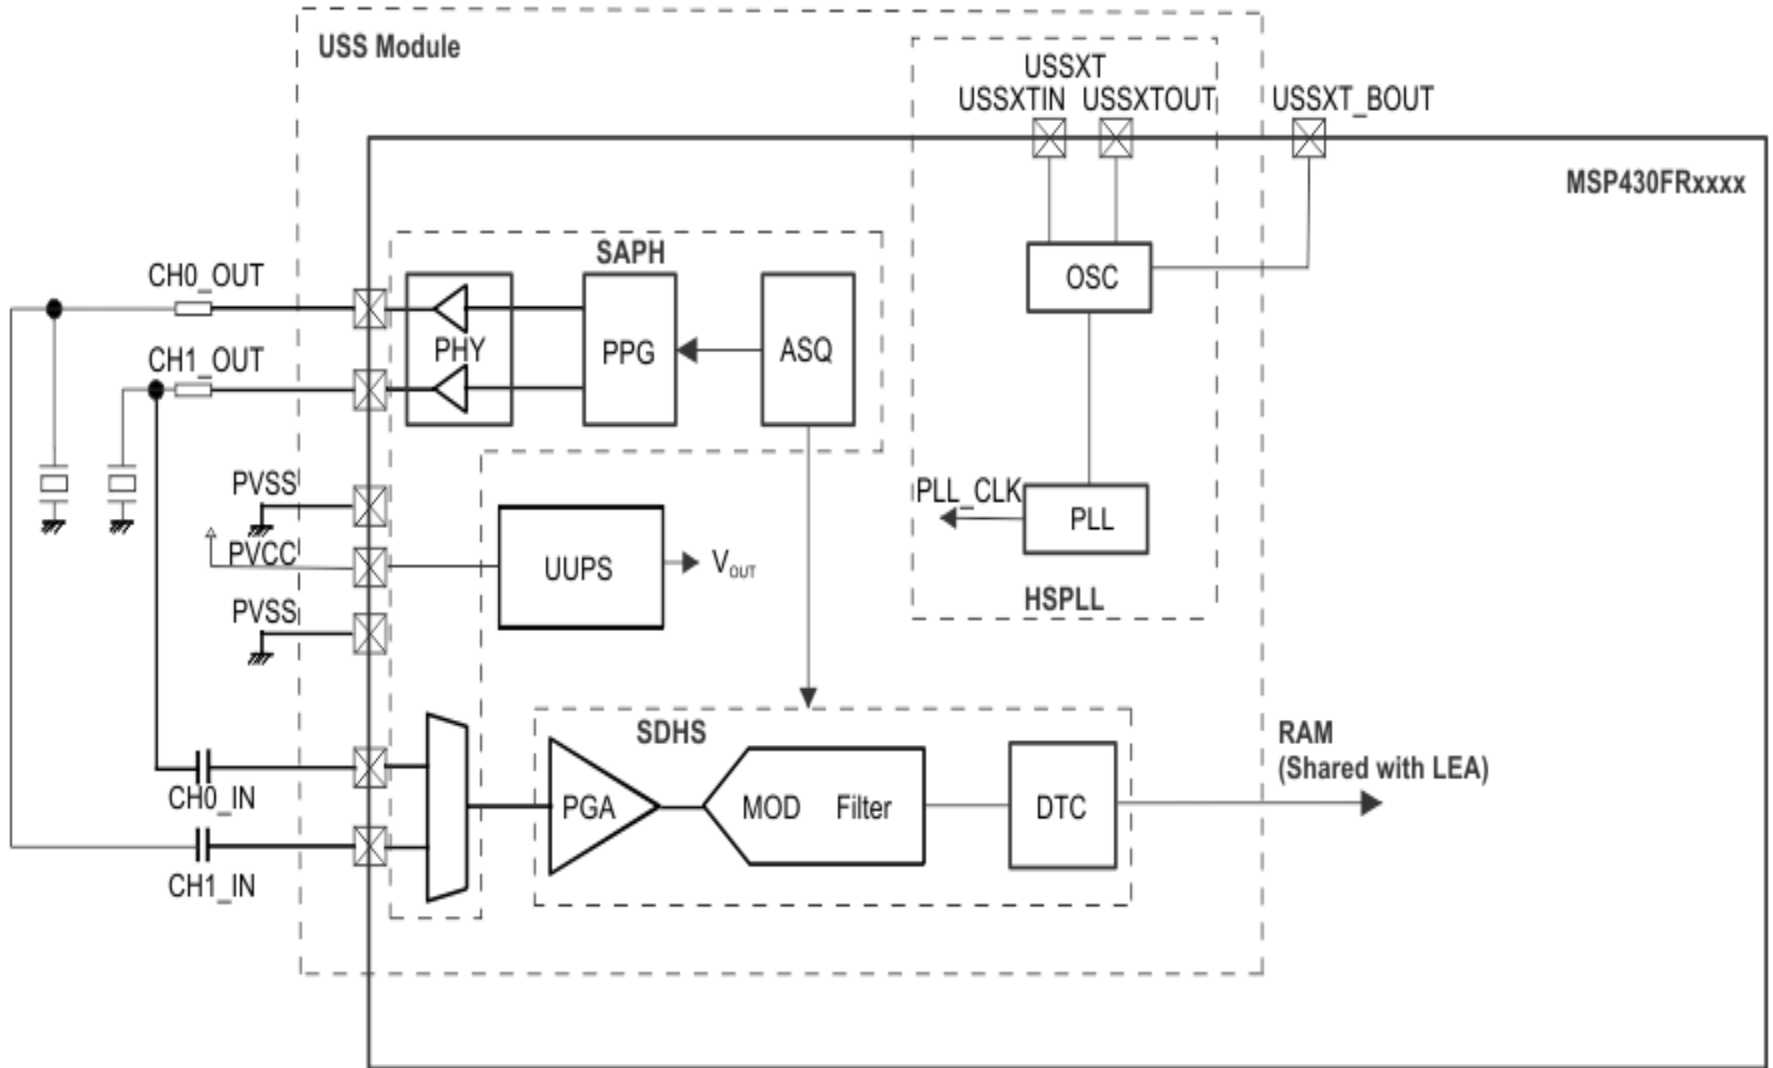 USS Module
USSXT
USSXTIN USSXTOUT USSXT_BOUT
MSP430FRxxxx
SAPH
CH0_OUT
OSC
CH1_OUT
PHY
PPG
ASQ
PVSS
PLL_CLK
PLL
PVCC
UUPS
VOUT
HSPLL
PVSS
SDHS
RAM
(Shared with LEA)
CH0_IN
PGA
MOD Filter
DTC
CH1_IN